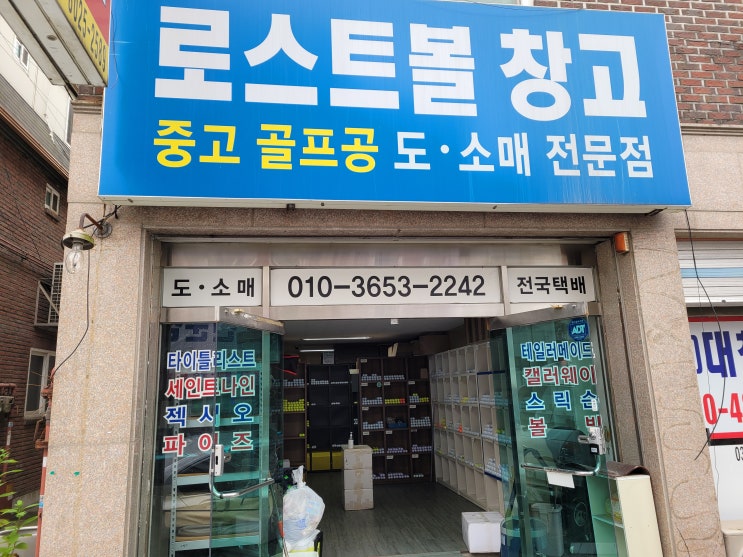 0125-2585
로스트볼 창고
중고 골프공 도·소매 전문점
도·소매
010-3653-2242
전국택배
타이틀리스트
세인트나인
젝시오
파이즈
ADT
테일러메이드
캘러웨이
스릭슨
볼빅